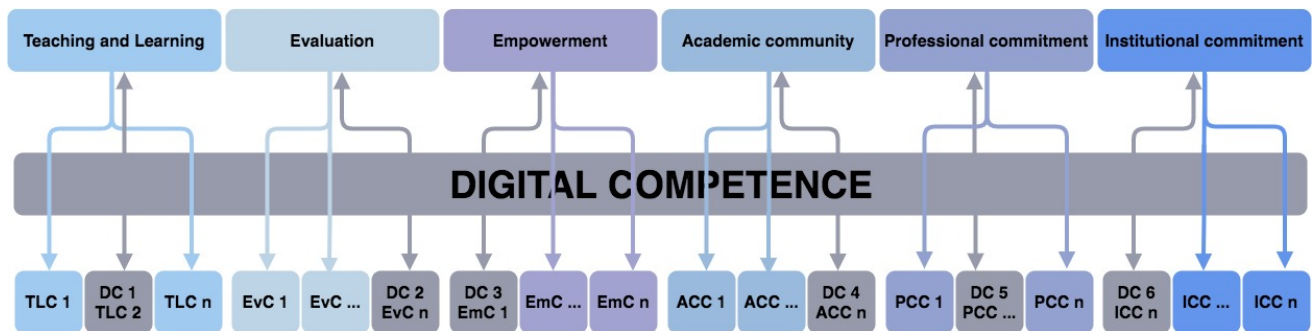 Teaching and Learning
Evaluation
Empowerment
Academic community
Professional commitment
Institutional commitment
DIGITAL COMPETENCE
TLC 1
DC 1
TLC 2
TLC n
EvC 1
EvC ...
DC 2
EvC n
DC 3
EmC 1
EmC ...
EmC n
ACC 1
ACC ...
DC 4
ACC n
PCC 1
DC 5
PCC ...
PCC n
DC 6
ICC n
ICC ...
ICC n